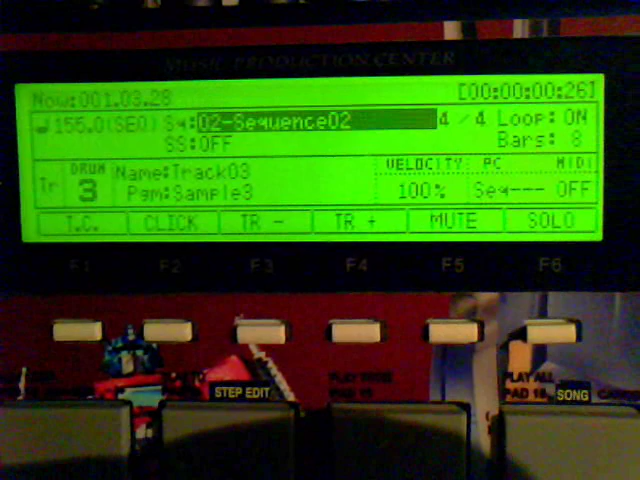 MUSIC PRODUCTION CENTER
Now:001.03.28 [00:00:00:26]
♩155.0(SEQ) Sq:02-Sequence02 4/4 Loop:ON
SS:OFF Bars: 8
Tr DRUM 3 Name:Track03 VELOCITY: PC MIDI
Pgm:Sample3 100% Seq--- OFF
T.C. CLICK TR - TR + MUTE SOLO
F1 F2 F3 F4 F5 F6
PLAY ALL
STEP EDIT PAD 15 PAD 16 SONG